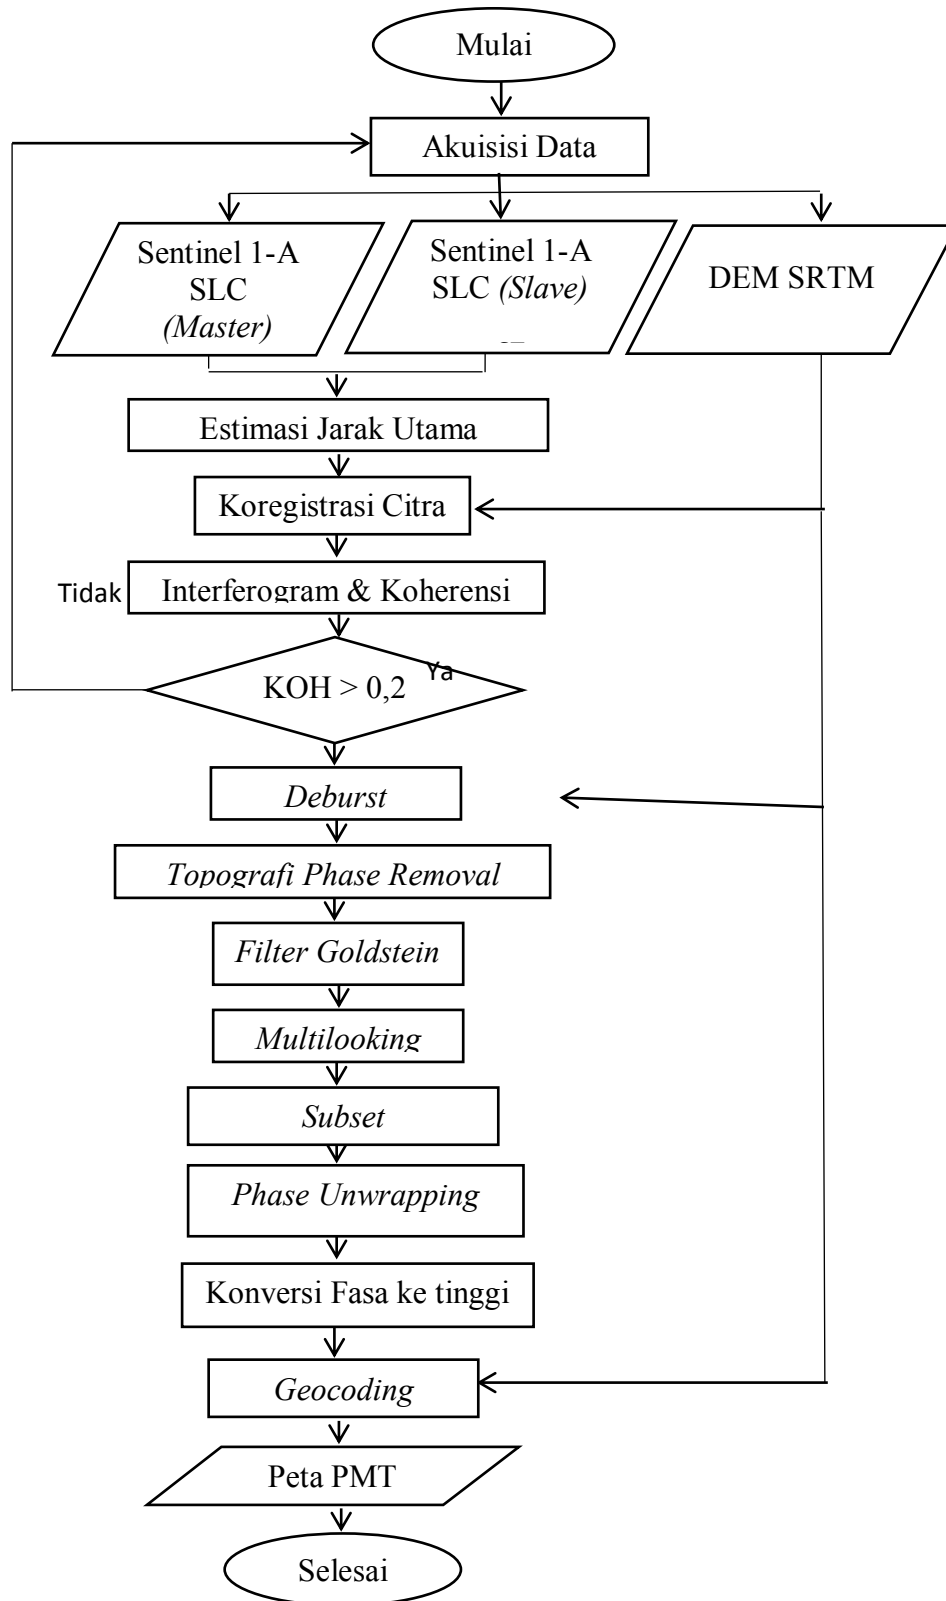 Mulai
Akuisisi Data
Sentinel 1-A
SLC
(Master)
Sentinel 1-A
SLC (Slave)
DEM SRTM
Estimasi Jarak Utama
Koregistrasi Citra
Tidak
Interferogram & Koherensi
Ya
KOH > 0,2
Deburst
Topografi Phase Removal
Filter Goldstein
Multilooking
Subset
Phase Unwrapping
Konversi Fasa ke tinggi
Geocoding
Peta PMT
Selesai